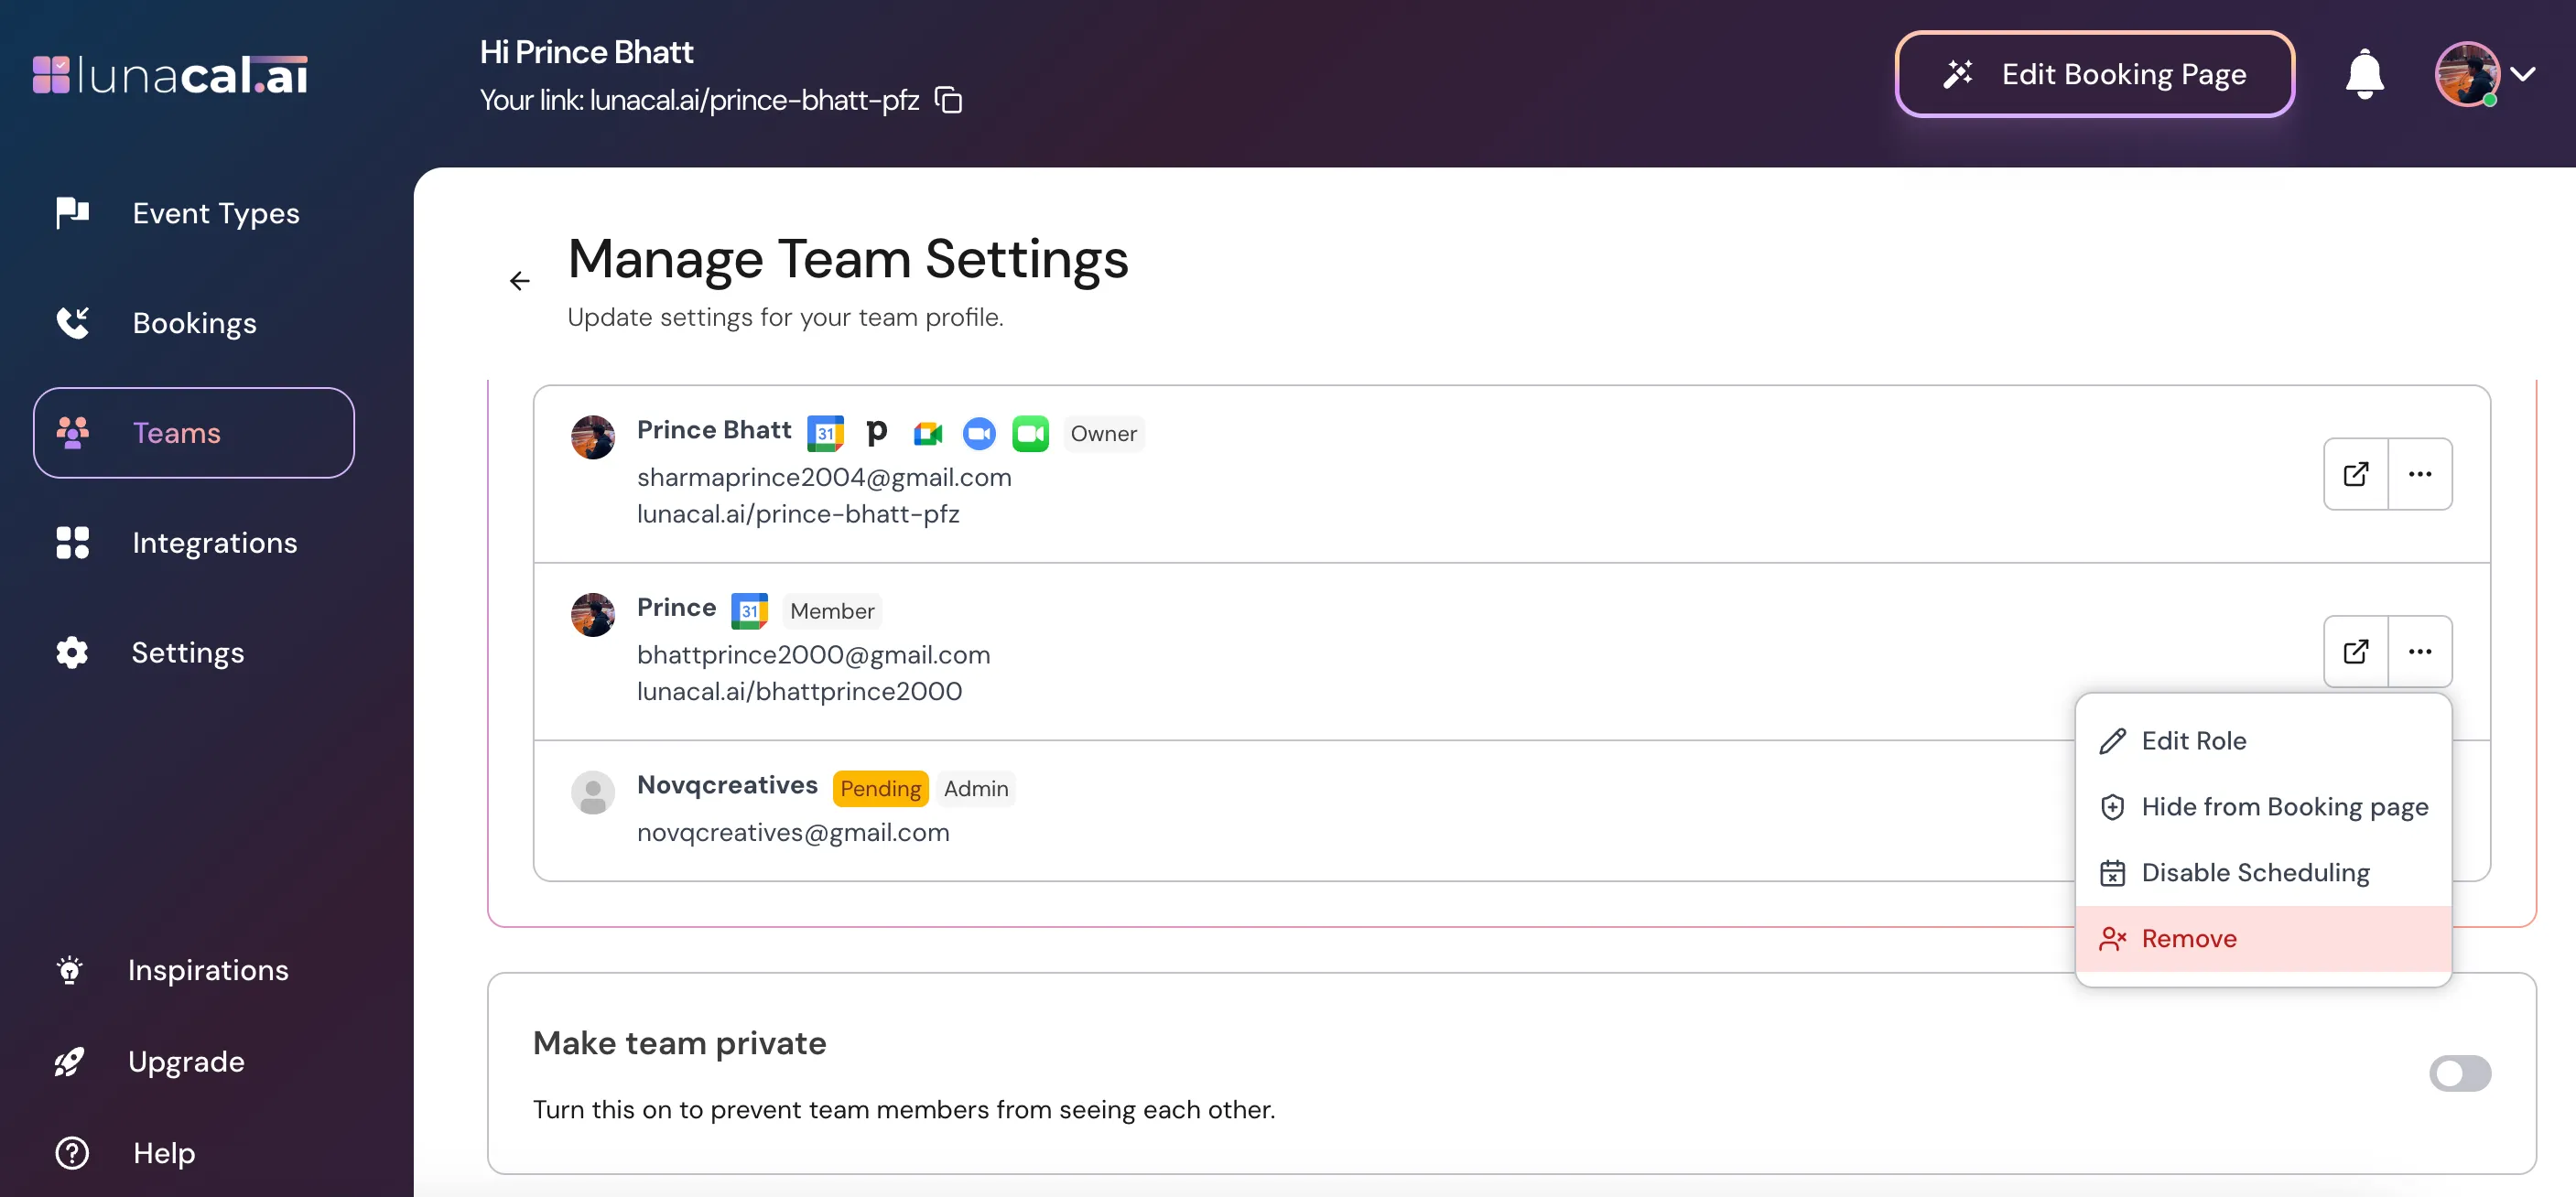 lunacal.ai
Hi Prince Bhatt
Your link: lunacal.ai/prince-bhatt-pfz
Edit Booking Page
Event Types
Bookings
Teams
Integrations
Settings
Inspirations
Upgrade
Help
Manage Team Settings
Update settings for your team profile.
Prince Bhatt 31 p Owner
sharmaprince2004@gmail.com
lunacal.ai/prince-bhatt-pfz
Prince 31 Member
bhattprince2000@gmail.com
lunacal.ai/bhattprince2000
Novqcreatives Pending Admin
novqcreatives@gmail.com
Edit Role
Hide from Booking page
Disable Scheduling
Remove
Make team private
Turn this on to prevent team members from seeing each other.